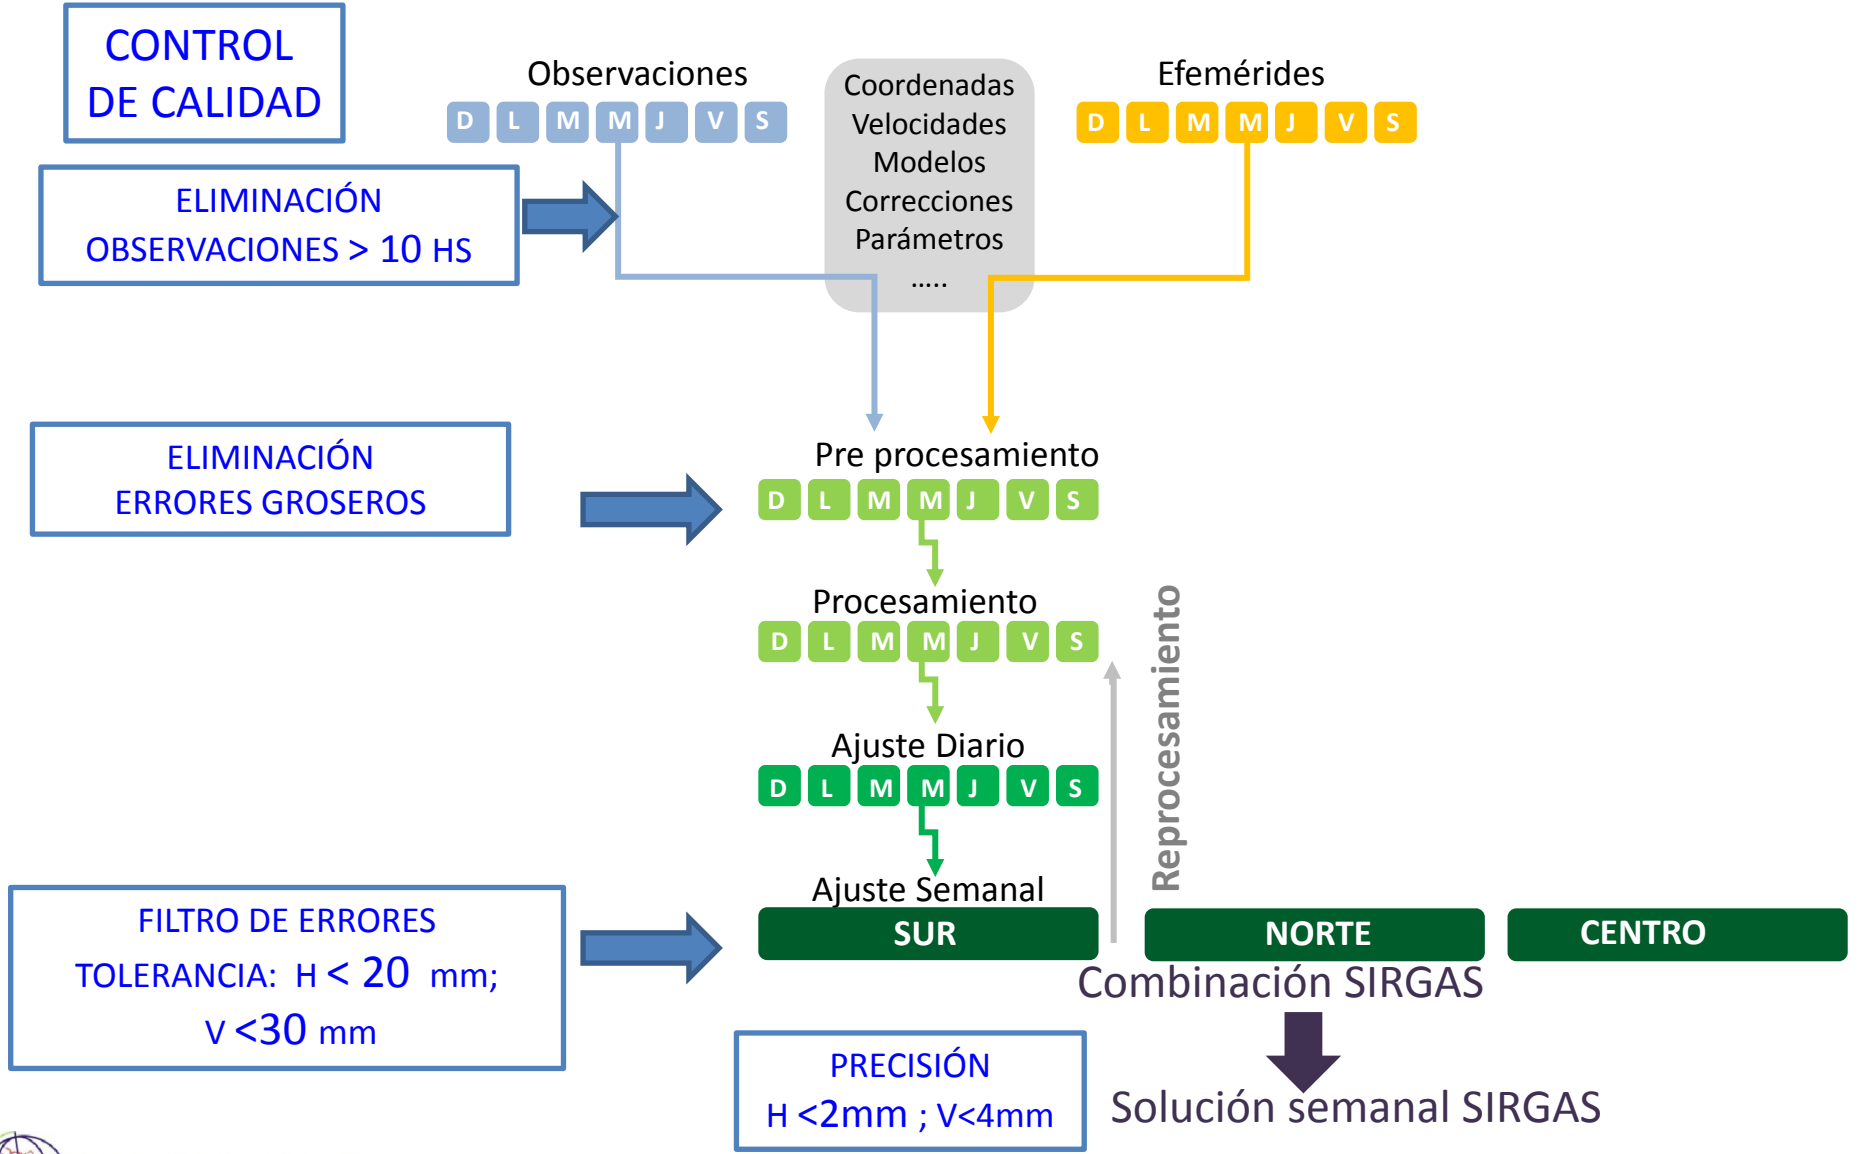 CONTROL
DE CALIDAD
Observaciones
D L M M J V S
Coordenadas
Velocidades
Modelos
Correcciones
Parámetros
.....
Efemérides
D L M M J V S
ELIMINACIÓN
OBSERVACIONES > 10 HS
ELIMINACIÓN
ERRORES GROSEROS
Pre procesamiento
D L M M J V S
Procesamiento
D L M M J V S
Reprocesamiento
Ajuste Diario
D L M M J V S
Ajuste Semanal
SUR
NORTE
CENTRO
FILTRO DE ERRORES
TOLERANCIA: H < 20 mm;
V <30 mm
Combinación SIRGAS
PRECISIÓN
H <2mm ; V<4mm
Solución semanal SIRGAS